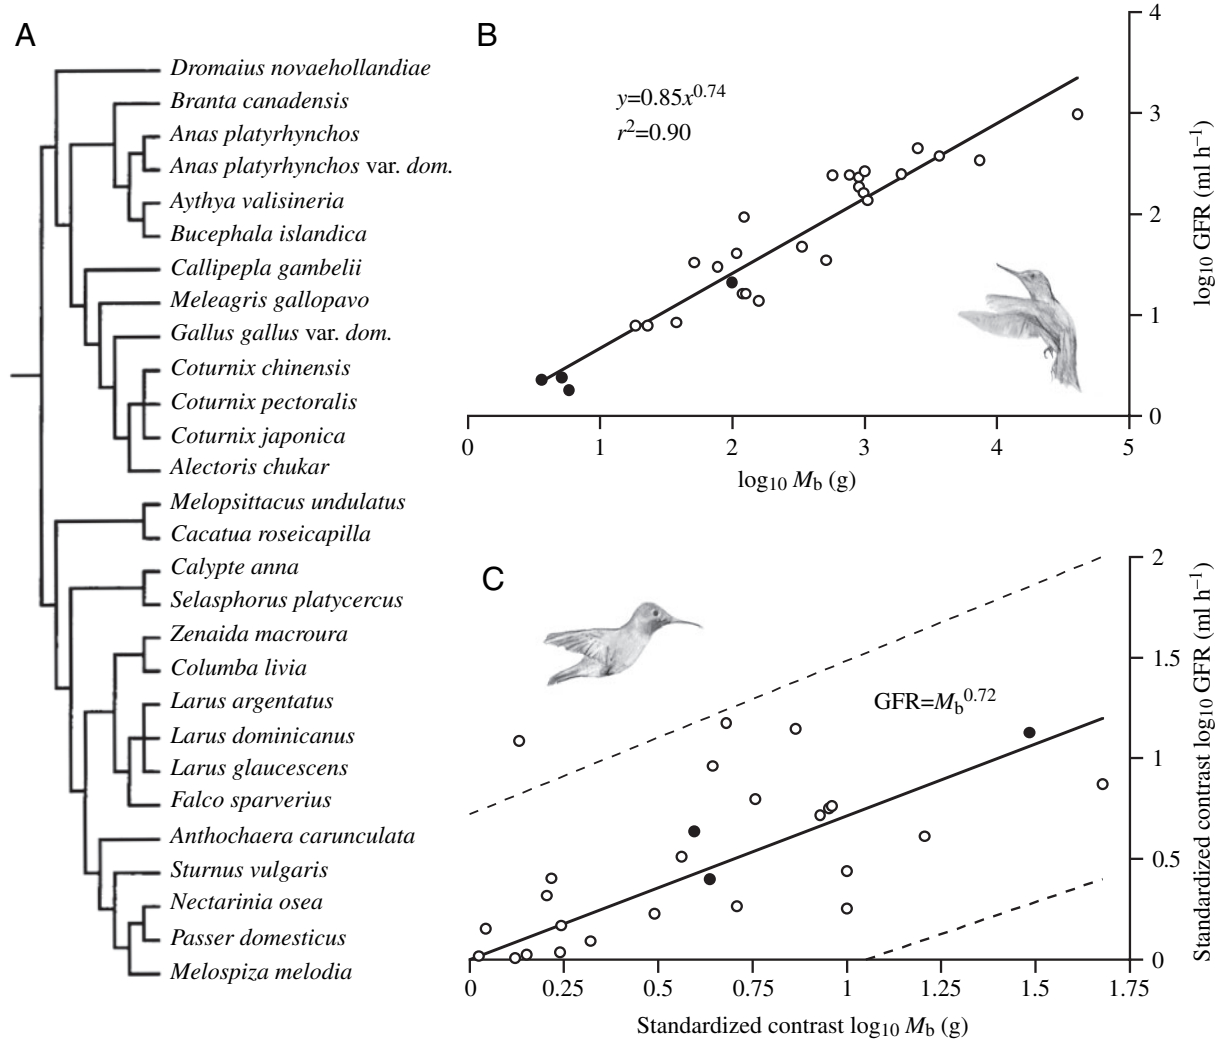 A
Dromaius novaehollandiae
Branta canadensis
Anas platyrhynchos
Anas platyrhynchos var. dom.
Aythya valisineria
Bucephala islandica
Callipepla gambelii
Meleagris gallopavo
Gallus gallus var. dom.
Coturnix chinensis
Coturnix pectoralis
Coturnix japonica
Alectoris chukar
Melopsittacus undulatus
Cacatua roseicapilla
Calypte anna
Selasphorus platycercus
Zenaida macroura
Columba livia
Larus argentatus
Larus dominicanus
Larus glaucescens
Falco sparverius
Anthochaera carunculata
Sturnus vulgaris
Nectarinia osea
Passer domesticus
Melospiza melodia
B
y=0.85x^0.74
r²=0.90
4
3
2
1
0
log₁₀ GFR (ml h⁻¹)
0 1 2 3 4 5
log₁₀ Mb (g)
C
GFR=Mb^0.72
2
1.5
1
0.5
0
Standardized contrast log₁₀ GFR (ml h⁻¹)
0 0.25 0.5 0.75 1 1.25 1.5 1.75
Standardized contrast log₁₀ Mb (g)